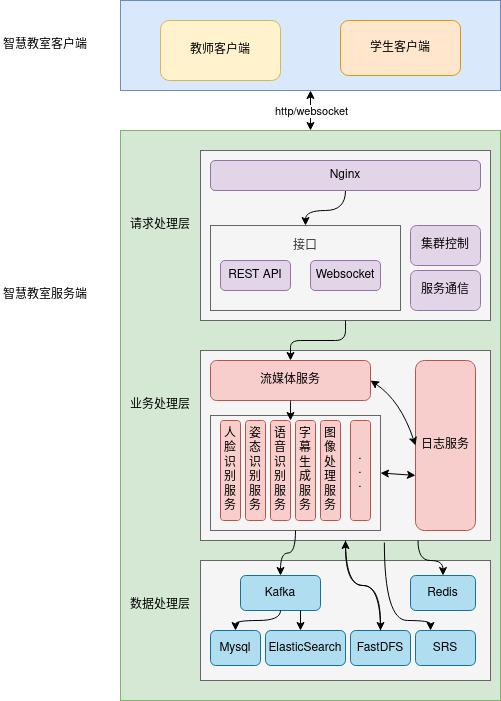 智慧教室客户端
教师客户端
学生客户端
http/websocket
智慧教室服务端
请求处理层
Nginx
接口
REST API
Websocket
集群控制
服务通信
业务处理层
流媒体服务
人脸识别服务
姿态识别服务
语音识别服务
字幕生成服务
图像处理服务
...
日志服务
数据处理层
Kafka
Redis
Mysql
ElasticSearch
FastDFS
SRS